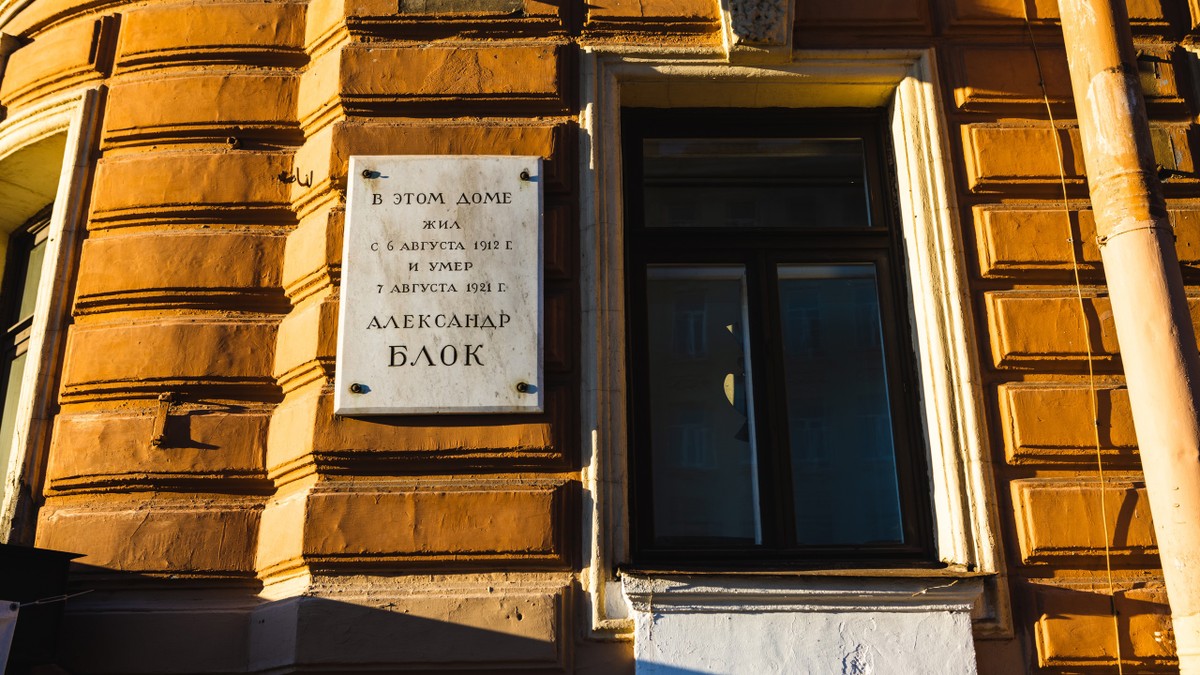 В ЭТОМ ДОМЕ
ЖИЛ
С 6 АВГУСТА 1912 Г.
И УМЕР
7 АВГУСТА 1921 Г.
АЛЕКСАНДР
БЛОК